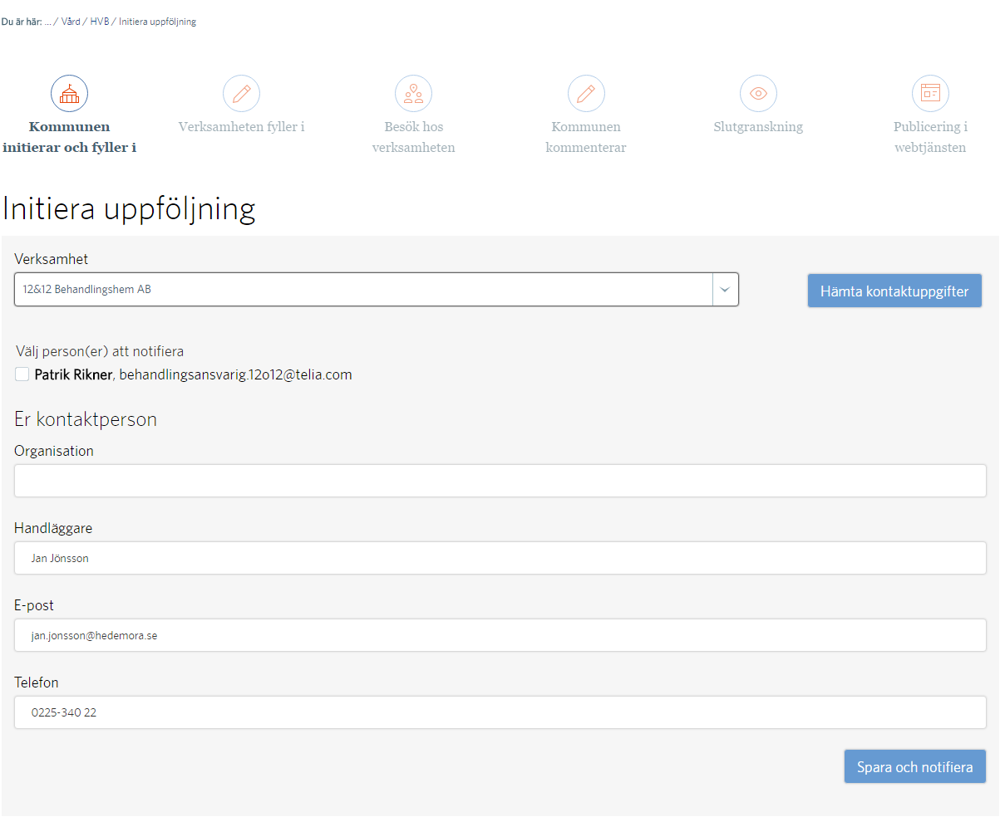 Du är här: ... / Vård / HVB / Initiera uppföljning
Kommunen
initierar och fyller i
Verksamheten fyller i
Besök hos
verksamheten
Kommunen
kommenterar
Slutgranskning
Publicering i
webtjänsten
Initiera uppföljning
Verksamhet
12&12 Behandlingshem AB
Hämta kontaktuppgifter
Välj person(er) att notifiera
Patrik Rikner, behandlingsansvarig.12o12@telia.com
Er kontaktperson
Organisation
Handläggare
Jan Jönsson
E-post
jan.jonsson@hedemora.se
Telefon
0225-340 22
Spara och notifiera